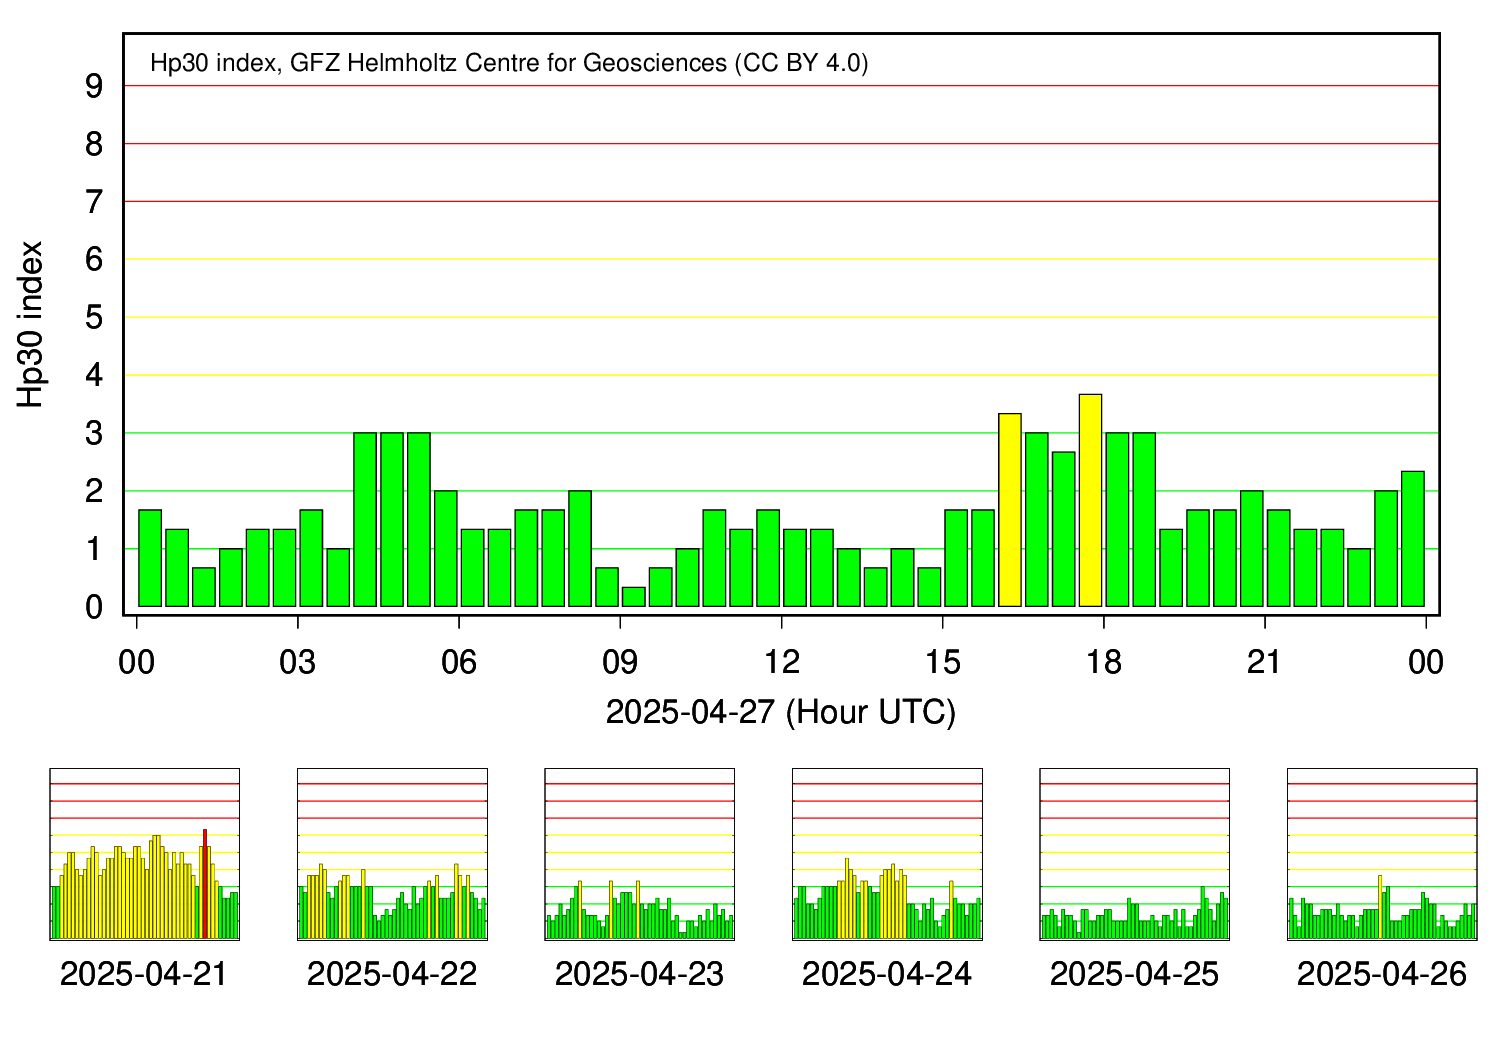 Hp30 index, GFZ Helmholtz Centre for Geosciences (CC BY 4.0)
9
8
7
6
5
4
3
2
1
0
Hp30 index
00 03 06 09 12 15 18 21 00
2025-04-27 (Hour UTC)
2025-04-21 2025-04-22 2025-04-23 2025-04-24 2025-04-25 2025-04-26